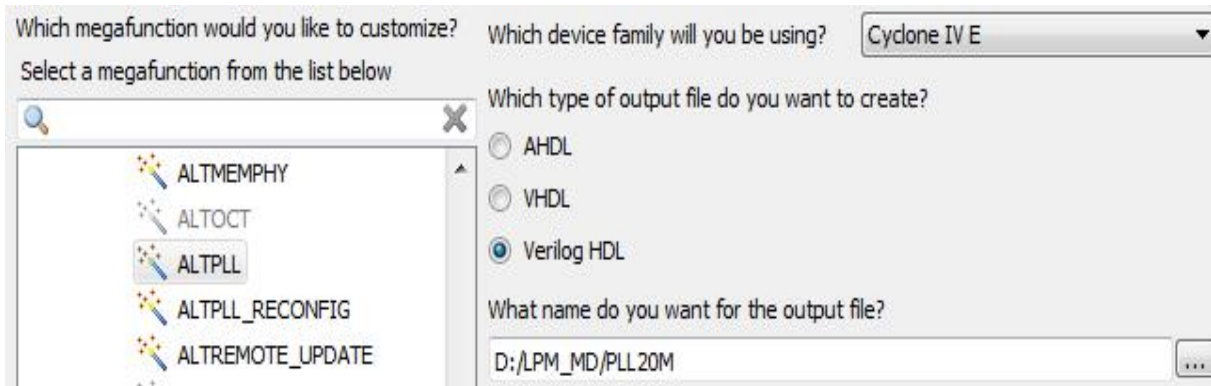 Which megafunction would you like to customize?
Select a megafunction from the list below
ALTMEMPHY
ALTOCT
ALTPLL
ALTPLL_RECONFIG
ALTREMOTE_UPDATE
Which device family will you be using? Cyclone IV E
Which type of output file do you want to create?
AHDL
VHDL
Verilog HDL
What name do you want for the output file?
D:/LPM_MD/PLL20M ...